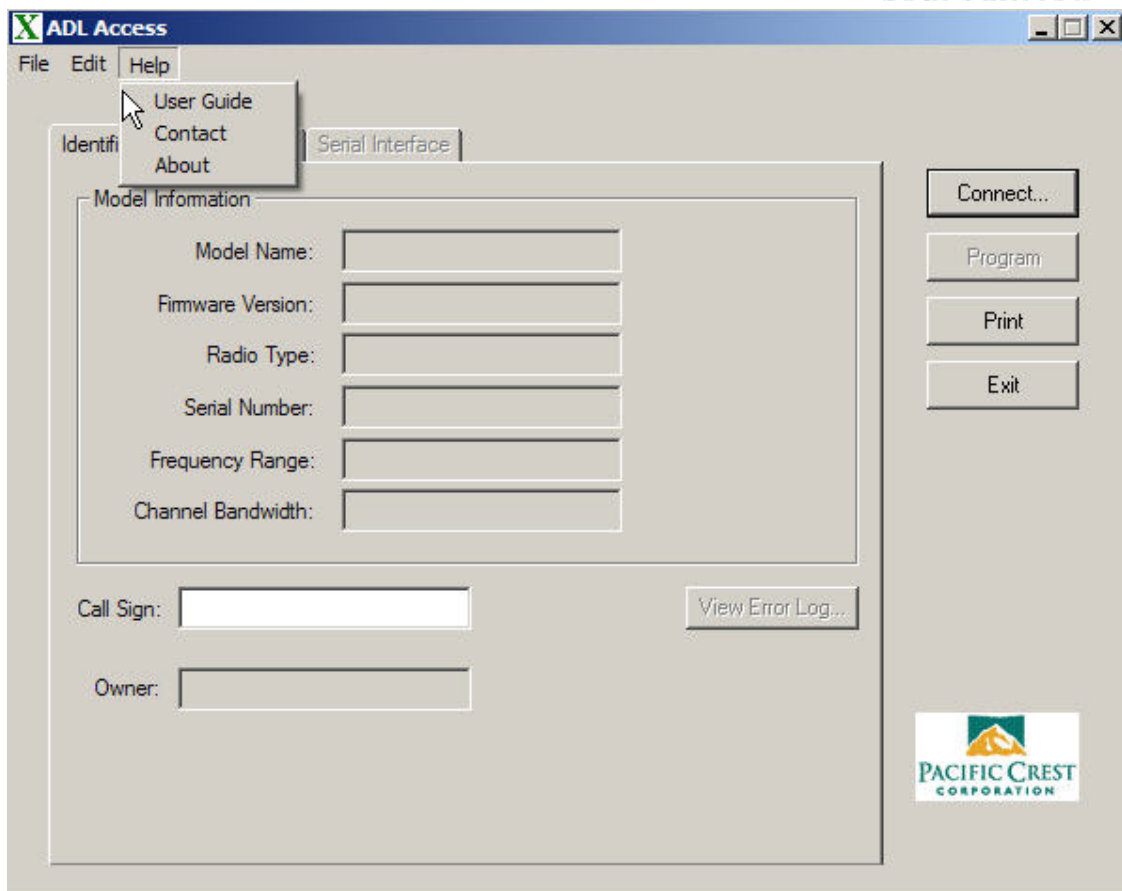 ADL Access
File Edit Help
User Guide
Contact
About
Identifi
Serial Interface
Model Information
Model Name:
Firmware Version:
Radio Type:
Serial Number:
Frequency Range:
Channel Bandwidth:
Call Sign:
View Error Log...
Owner:
Connect...
Program
Print
Exit
PACIFIC CREST
CORPORATION